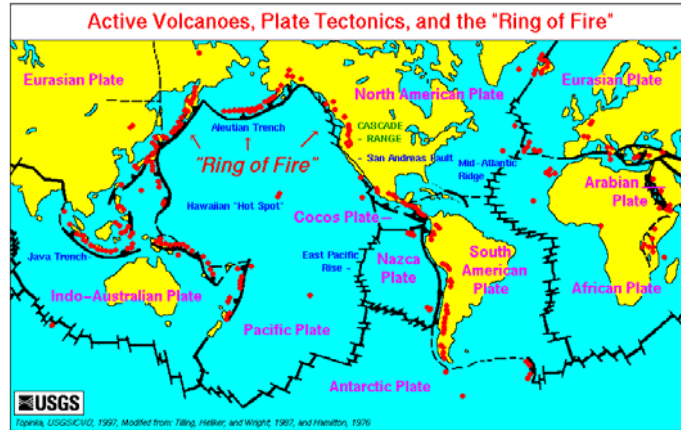 Active Volcanoes, Plate Tectonics, and the "Ring of Fire"
Eurasian Plate
Eurasian Plate
North American Plate
Aleutian Trench
CASCADE
RANGE
"Ring of Fire"
San Andreas Fault
Mid-Atlantic
Ridge
Arabian
Plate
Hawaiian "Hot Spot"
Cocos Plate
Java Trench
East Pacific
Rise
Nazca
Plate
South
American
Plate
Indo-Australian Plate
African Plate
Pacific Plate
Antarctic Plate
USGS
Topinka, USGS/CVO, 1997, Modified from: Tilling, Heliker, and Wright, 1987, and Hamilton, 1976